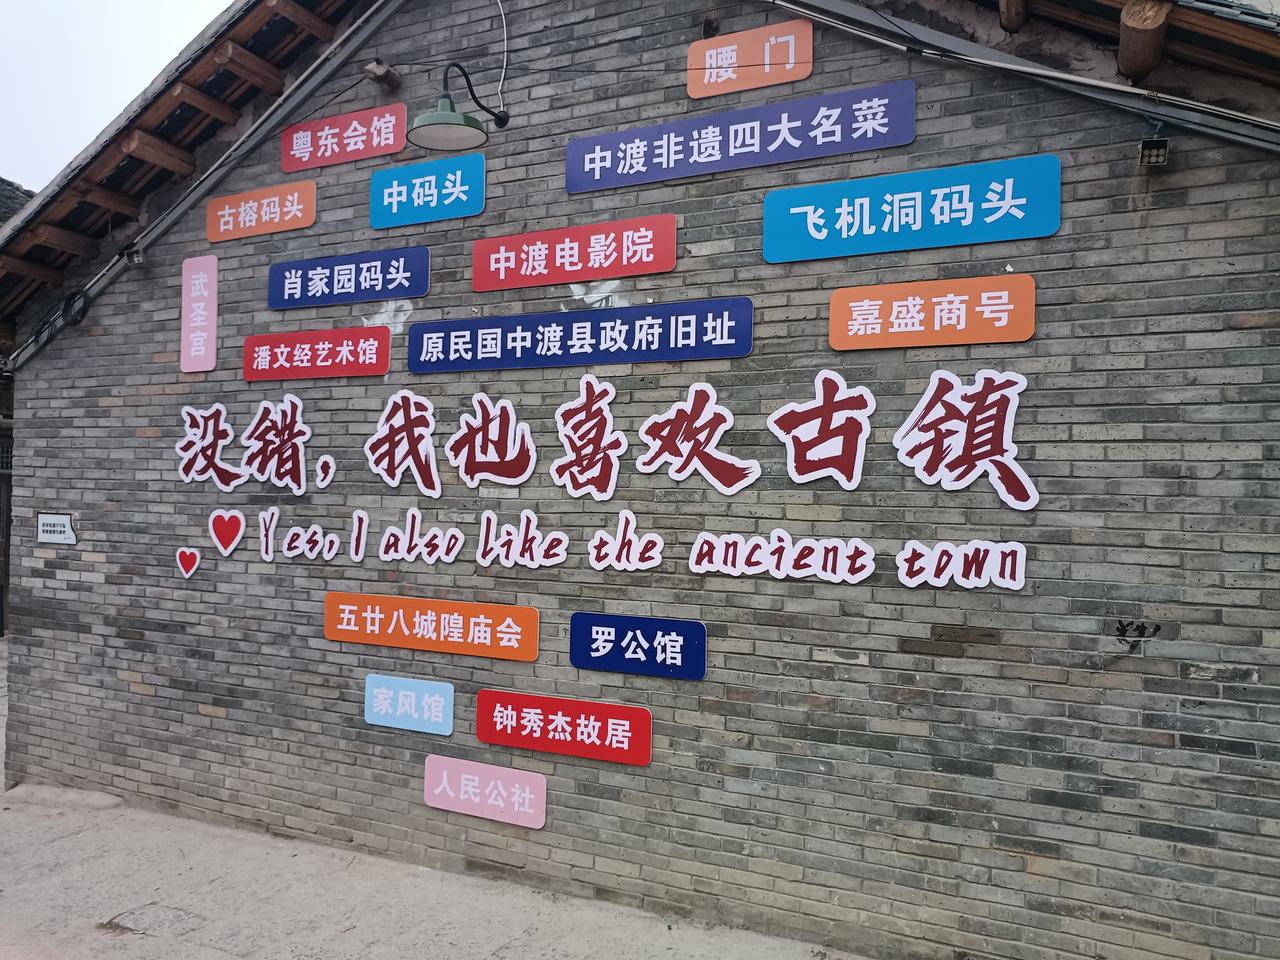 腰门
粤东会馆
中渡非遗四大名菜
古榕码头
中码头
飞机洞码头
武圣宫
肖家园码头
中渡电影院
嘉盛商号
潘文经艺术馆
原民国中渡县政府旧址
没错，我也喜欢古镇
Yes,I also like the ancient town
五廿八城隍庙会
罗公馆
家风馆
钟秀杰故居
人民公社